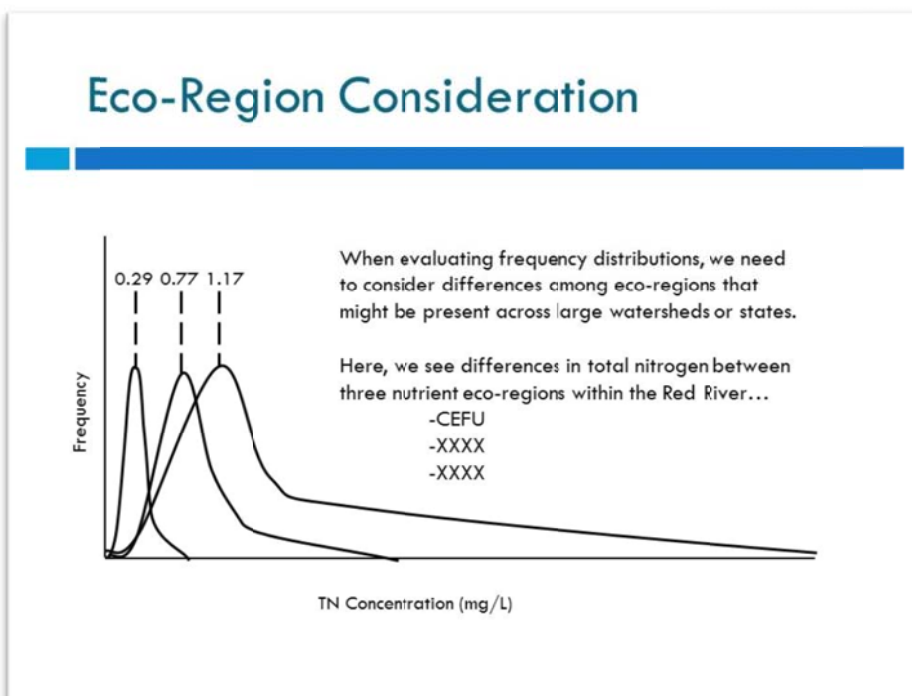 Eco-Region Consideration
0.29 0.77 1.17
When evaluating frequency distributions, we need
to consider differences among eco-regions that
might be present across large watersheds or states.
Here, we see differences in total nitrogen between
three nutrient eco-regions within the Red River...
-CEFU
-XXXX
-XXXX
Frequency
TN Concentration (mg/L)